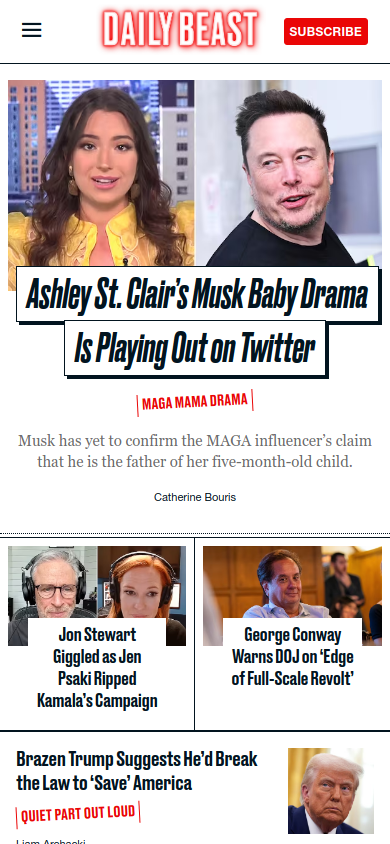 DAILY BEAST
SUBSCRIBE
Ashley St. Clair's Musk Baby Drama
Is Playing Out on Twitter
MAGA MAMA DRAMA
Musk has yet to confirm the MAGA influencer's claim
that he is the father of her five-month-old child.
Catherine Bouris
Jon Stewart
Giggled as Jen
Psaki Ripped
Kamala's Campaign
George Conway
Warns DOJ on ‘Edge
of Full-Scale Revolt’
Brazen Trump Suggests He'd Break
the Law to ‘Save’ America
QUIET PART OUT LOUD